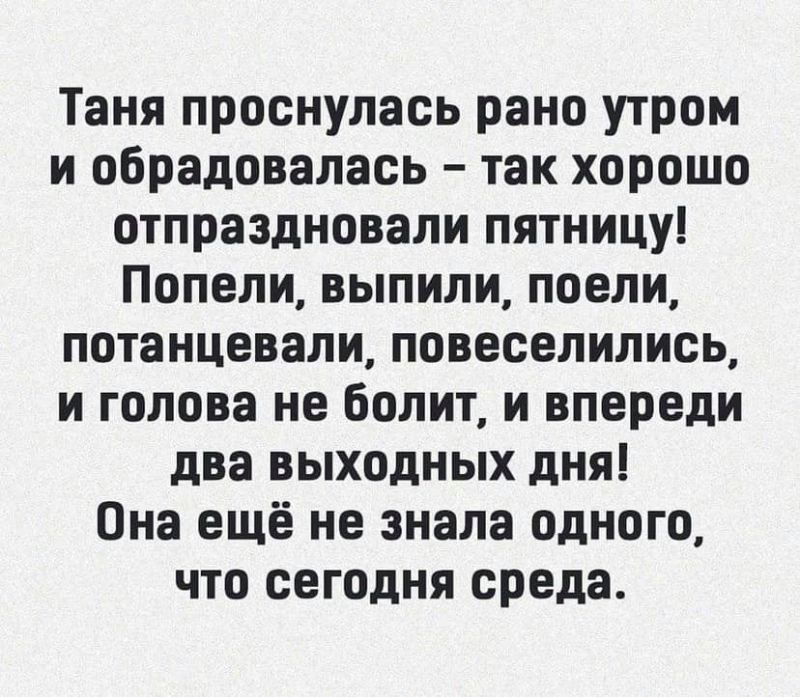 Таня проснулась рано утром
и обрадовалась – так хорошо
отпраздновали пятницу!
Попели, выпили, поели,
потанцевали, повеселились,
и голова не болит, и впереди
два выходных дня!
Она ещё не знала одного,
что сегодня среда.